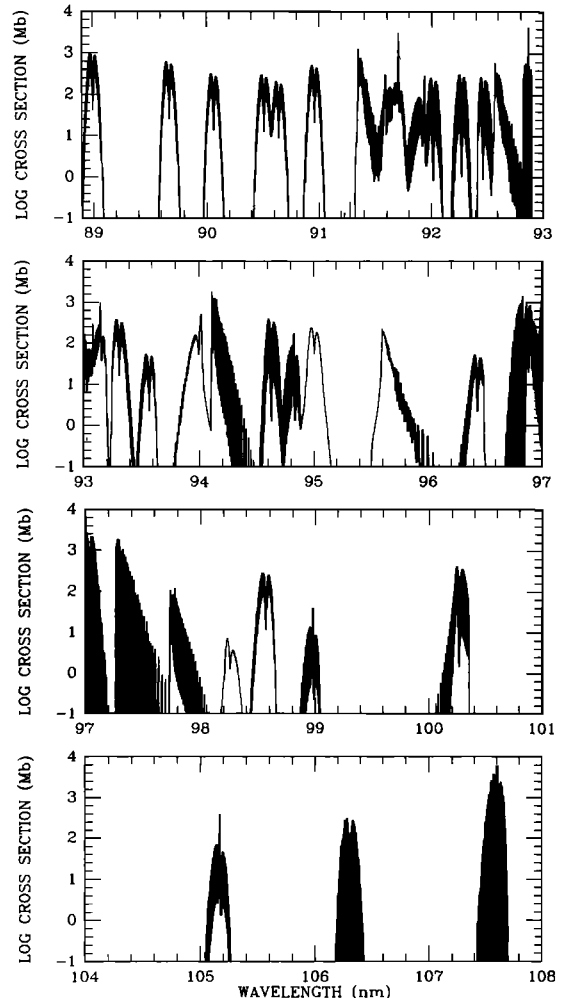 LOG CROSS SECTION (Mb)
4
3
2
1
0
-1
89 90 91 92 93
LOG CROSS SECTION (Mb)
4
3
2
1
0
-1
93 94 95 96 97
LOG CROSS SECTION (Mb)
4
3
2
1
0
-1
97 98 99 100 101
LOG CROSS SECTION (Mb)
4
3
2
1
0
-1
104 105 106 107 108
WAVELENGTH (nm)